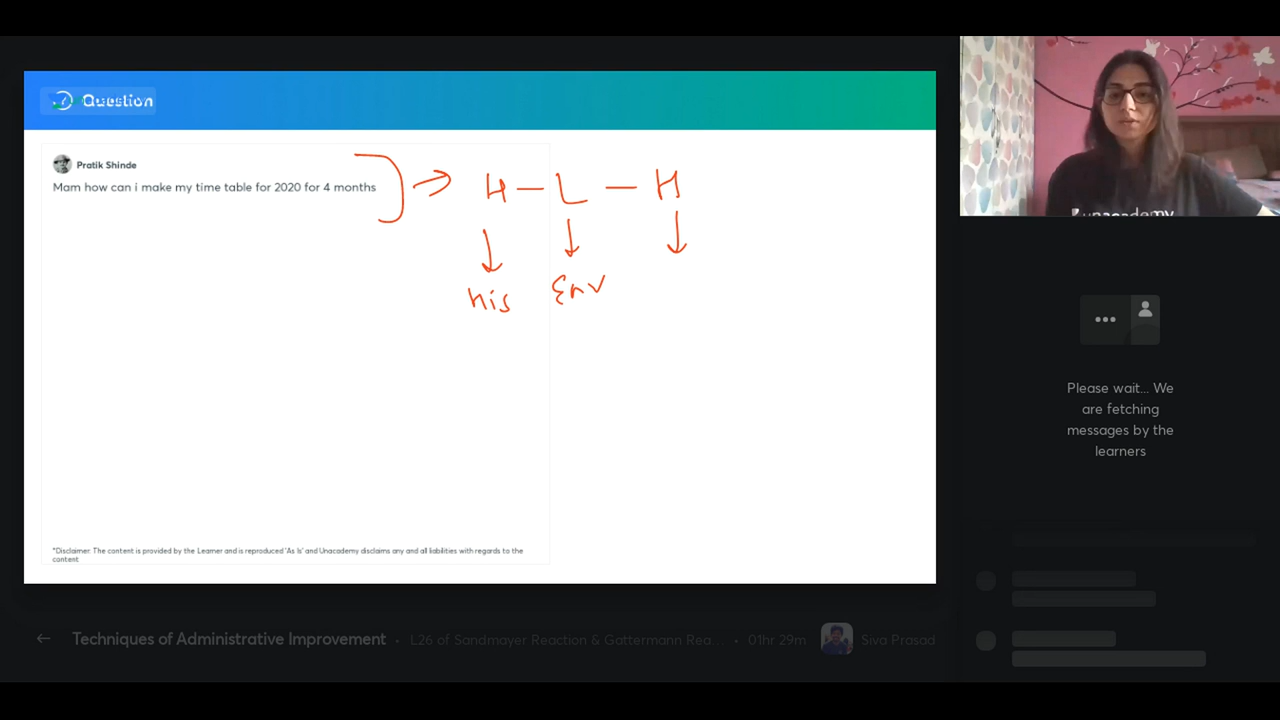 Question
Pratik Shinde
Mam how can i make my time table for 2020 for 4 months
H – L – H
His Env
*Disclaimer: The content is provided by the Learner and is reproduced 'As Is' and Unacademy disclaims any and all liabilities with regards to the
content
unacademy
Please wait... We
are fetching
messages by the
learners
Techniques of Administrative Improvement • L26 of Sandmayer Reaction & Gattermann Rea... • 01hr 29m Siva Prasad